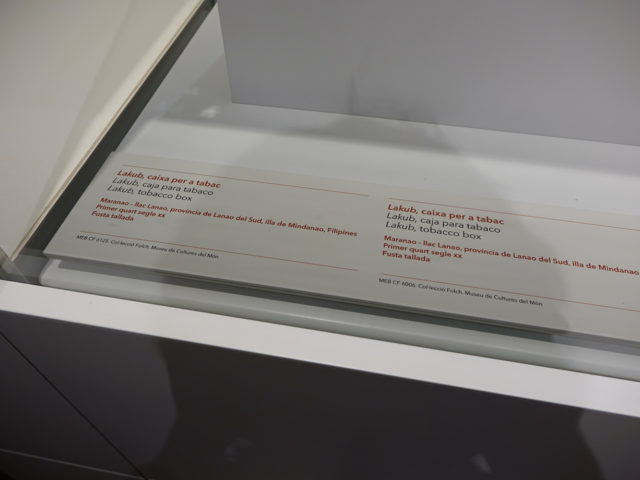 Lakub, caixa per a tabac
Lakub, caja para tabaco
Lakub, tobacco box
Maranao - llac Lanao, província de Lanao del Sud, illa de Mindanao, Filipines
Primer quart segle XX
Fusta tallada
MEB CF 6125. Col·lecció Folch. Museu de Cultures del Món
Lakub, caixa per a tabac
Lakub, caja para tabaco
Lakub, tobacco box
Maranao - llac Lanao, província de Lanao del Sud, illa de Mindanao
Primer quart segle XX
Fusta tallada
MEB CF 6006. Col·lecció Folch. Museu de Cultures del Món